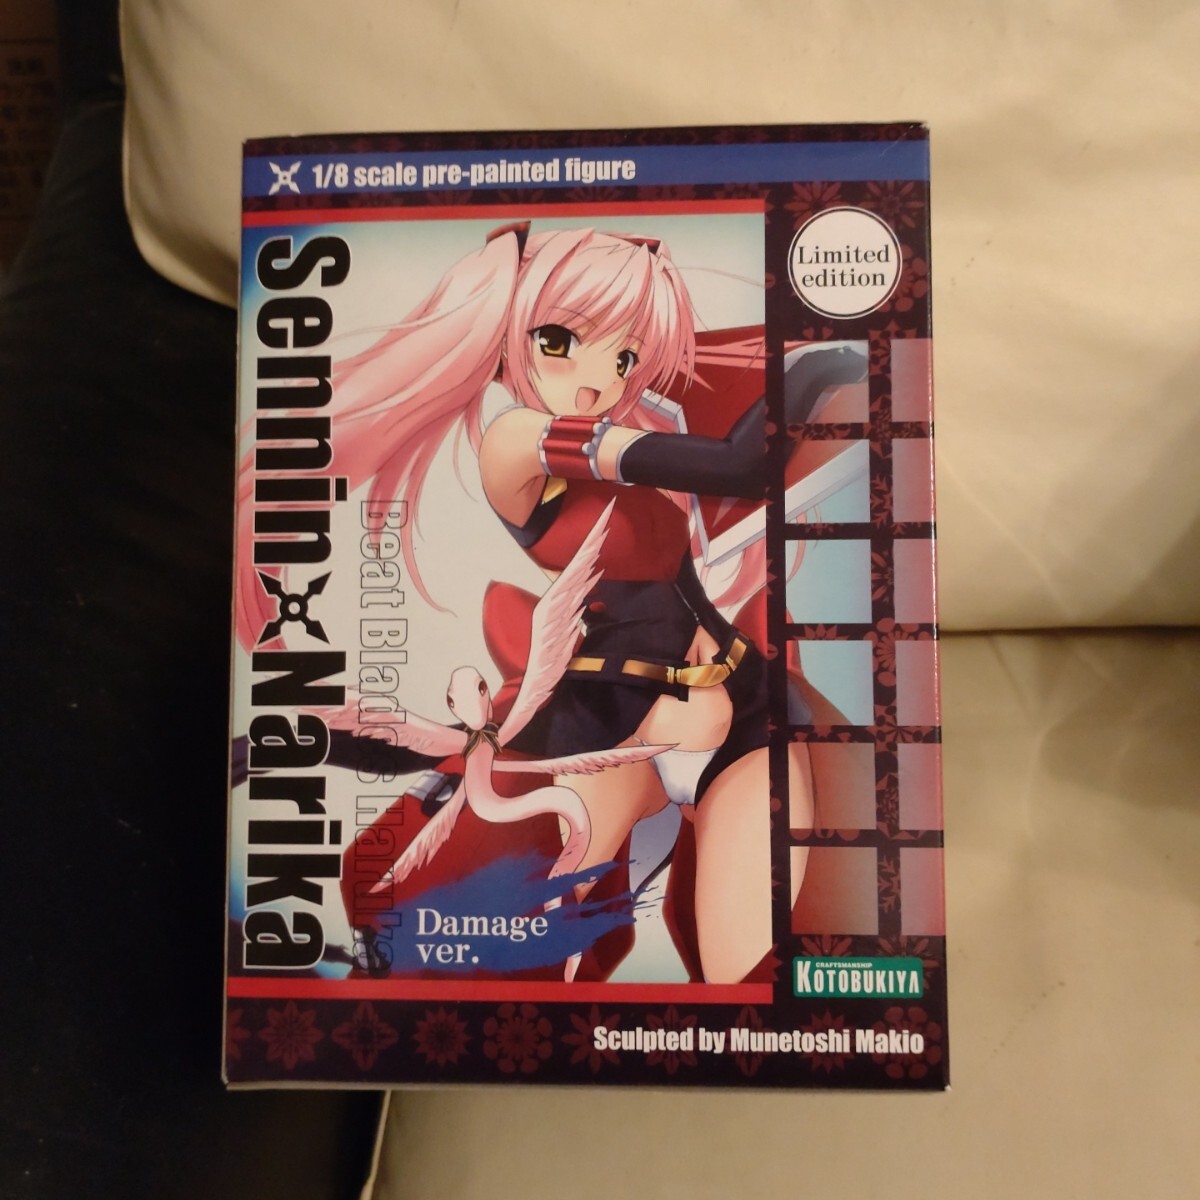 1/8 scale pre-painted figure
Limited
edition
Sennin Narika
Beat Blades Haruka
Damage
ver.
CRAFTSMANSHIP
KOTOBUKIYA
Sculpted by Munetoshi Makio